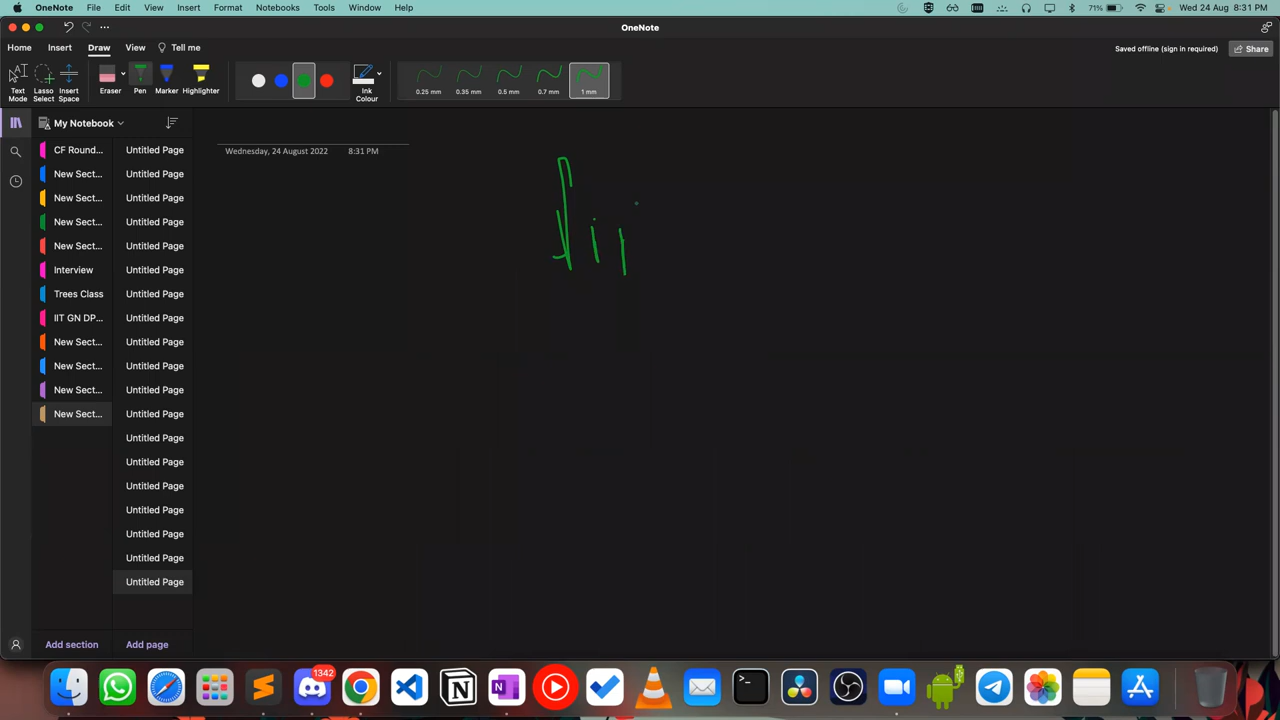 OneNote File Edit View Insert Format Notebooks Tools Window Help 71% Wed 24 Aug 8:31 PM
OneNote
Home Insert Draw View Tell me Saved offline (sign in required) Share
Text Mode Lasso Select Insert Space Eraser Pen Marker Highlighter Ink Colour 0.25 mm 0.35 mm 0.5 mm 0.7 mm 1 mm
My Notebook
Wednesday, 24 August 2022 8:31 PM
CF Round... Untitled Page
New Sect... Untitled Page
New Sect... Untitled Page
New Sect... Untitled Page
New Sect... Untitled Page
Interview Untitled Page
Trees Class Untitled Page
IIT GN DP... Untitled Page
New Sect... Untitled Page
New Sect... Untitled Page
New Sect... Untitled Page
New Sect... Untitled Page
Untitled Page
Untitled Page
Untitled Page
Untitled Page
Untitled Page
Untitled Page
Untitled Page
Add section Add page
1342